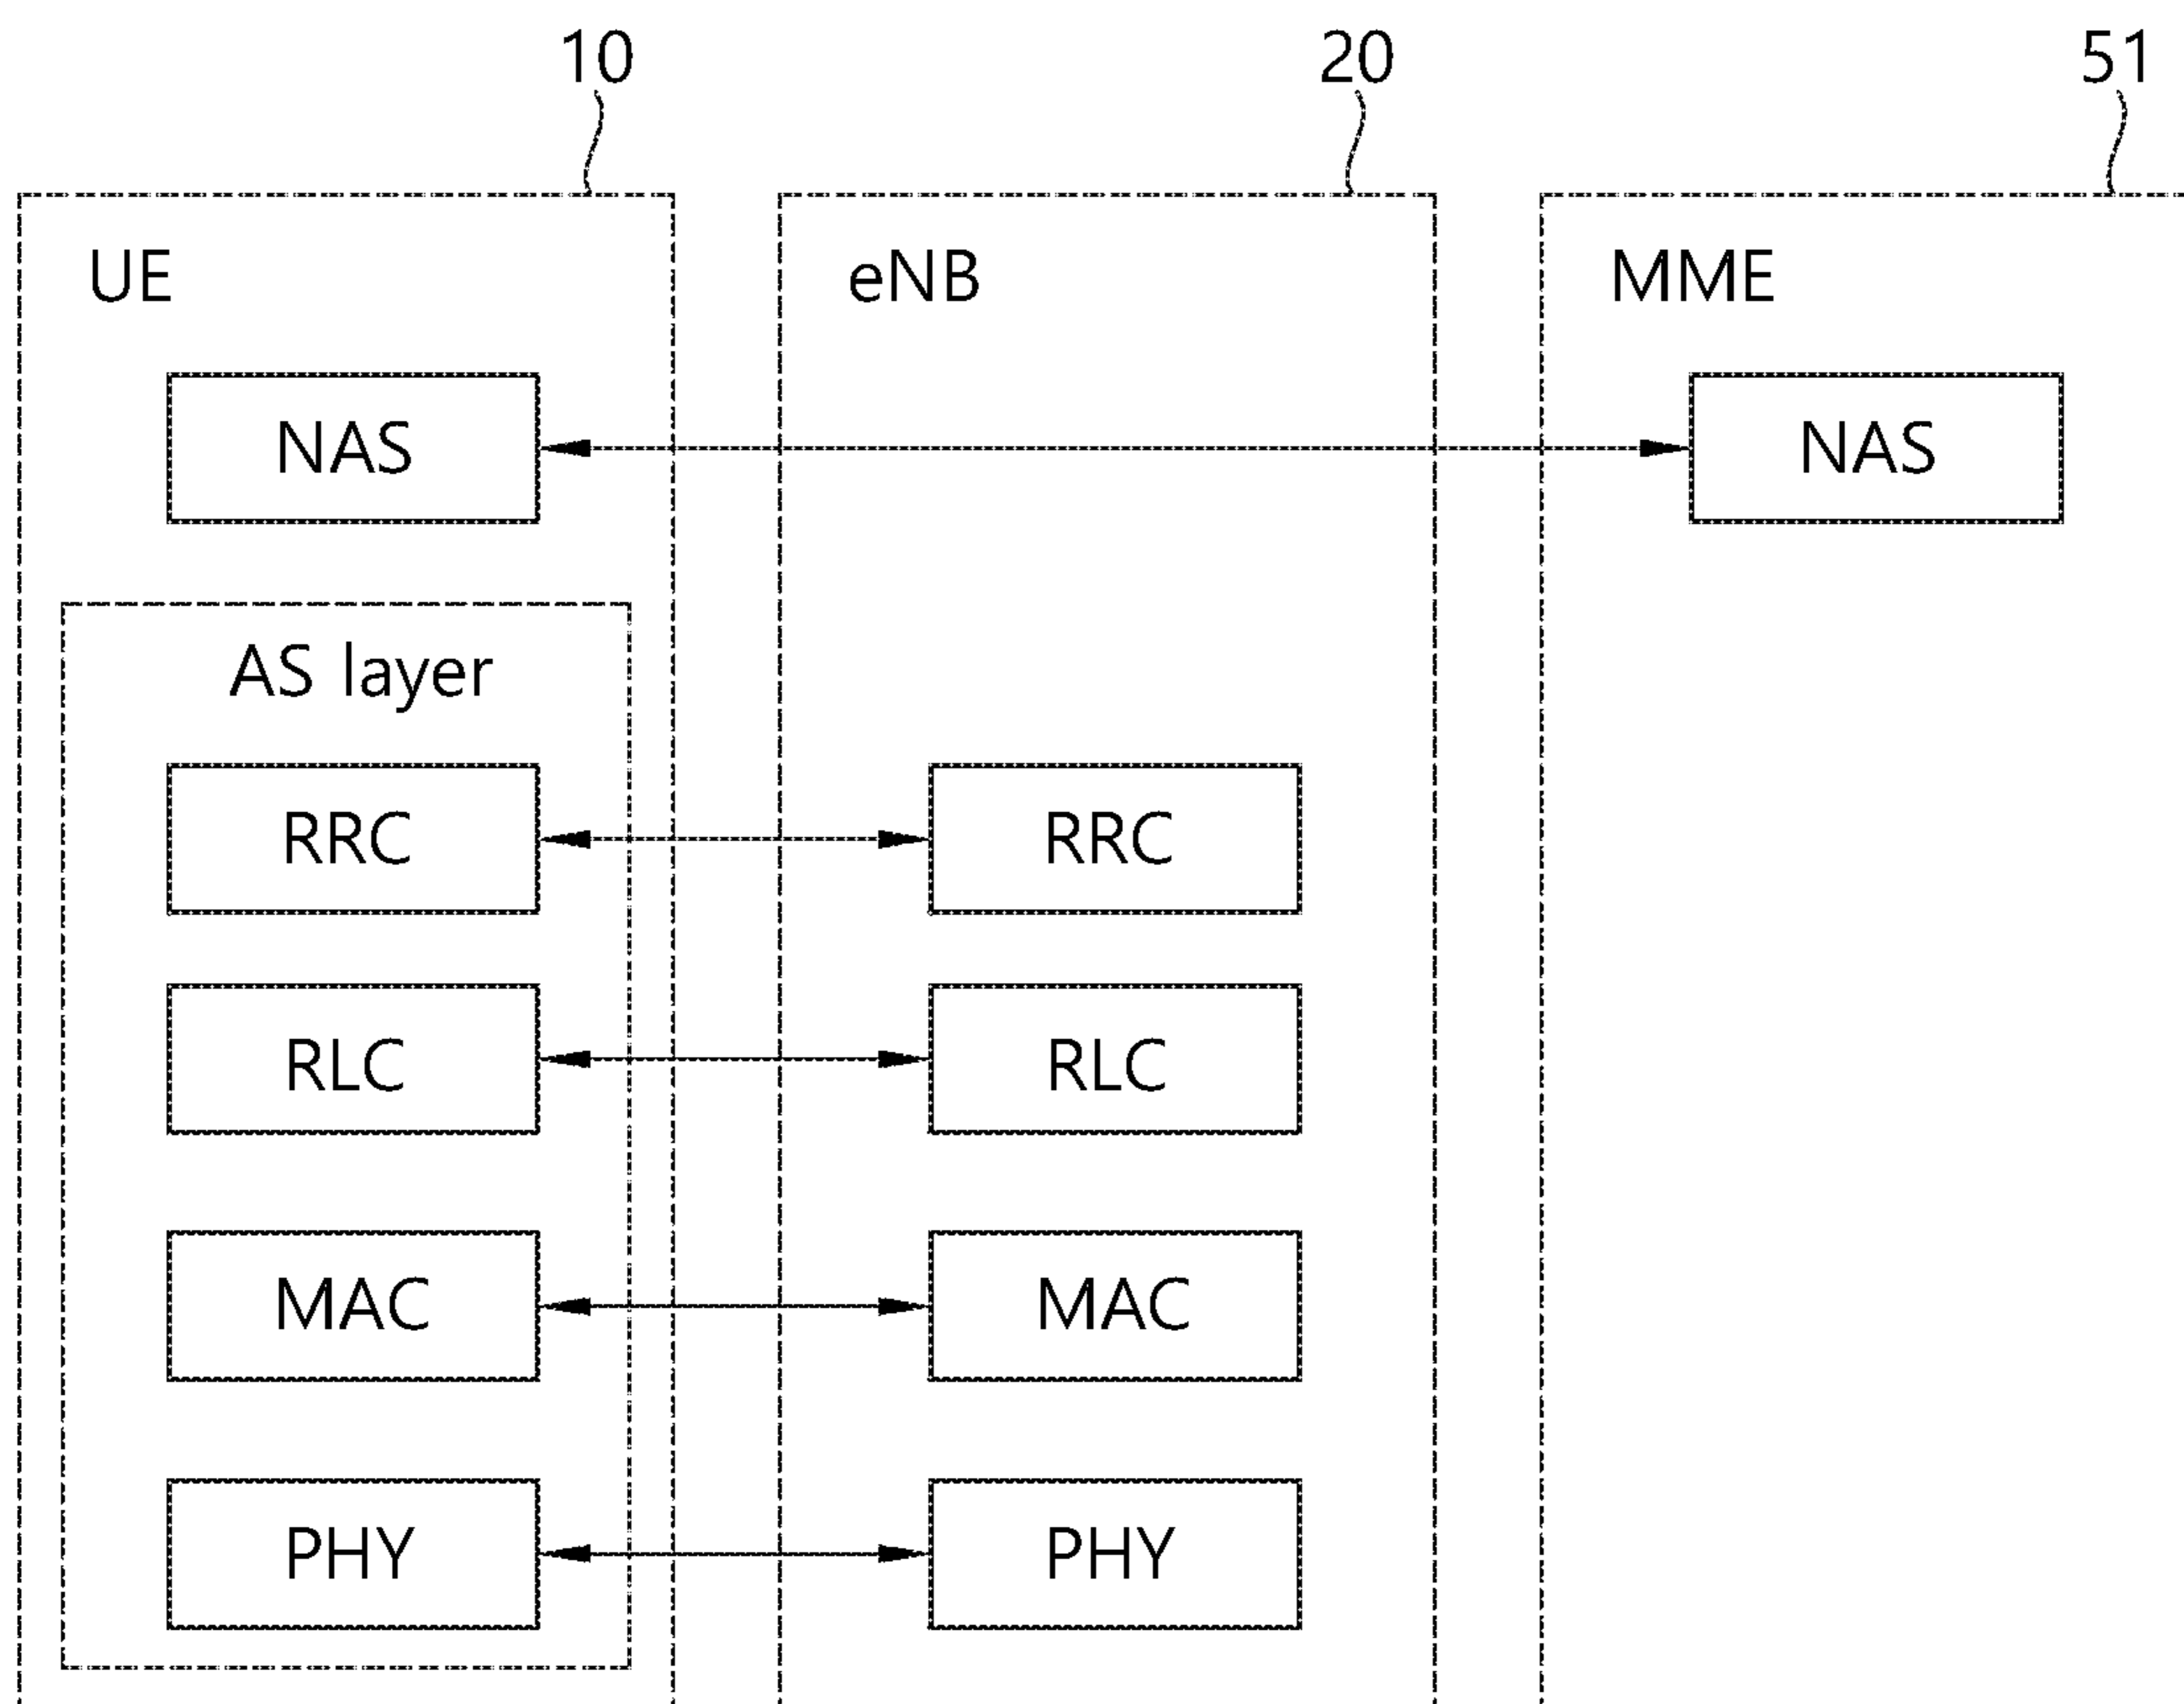 10 20 51
UE eNB MME
NAS NAS
AS layer
RRC RRC
RLC RLC
MAC MAC
PHY PHY